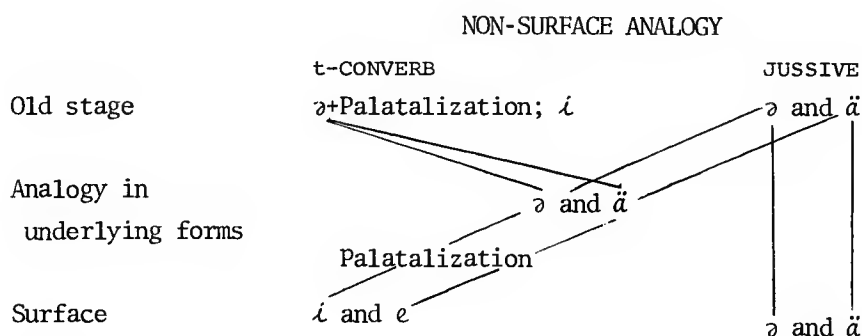 NON-SURFACE ANALOGY
t-CONVERB JUSSIVE
Old stage ə+Palatalization; i ə and ä
Analogy in
underlying forms ə and ä
Palatalization
Surface i and e ə and ä